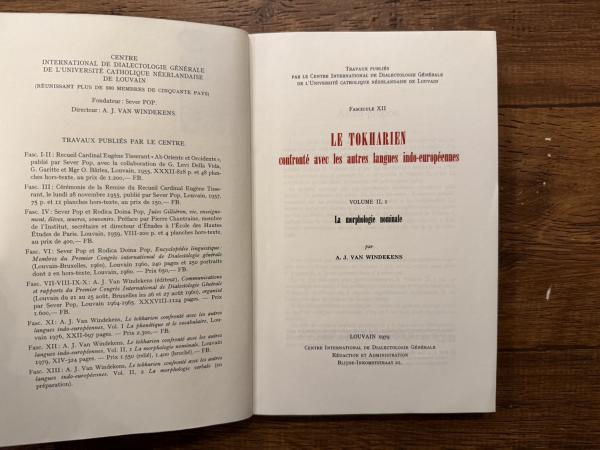 CENTRE
INTERNATIONAL DE DIALECTOLOGIE GÉNÉRALE
DE L'UNIVERSITÉ CATHOLIQUE NÉERLANDAISE
DE LOUVAIN
(RÉUNISSANT PLUS DE 500 MEMBRES DE CINQUANTE PAYS)
Fondateur : Sever POP.
Directeur : A. J. VAN WINDEKENS.
TRAVAUX PUBLIÉS PAR LE CENTRE.
Fasc. I-II : Recueil Cardinal Eugène Tisserant « Ab Oriente et Occidente »,
publié par Sever Pop, avec la collaboration de G. Levi Della Vida,
G. Garitte et Mgr O. Bârlea, Louvain, 1955, XXXII-828 p. et 48 planches
hors-texte, au prix de 1.200,— FB.
Fasc. III : Cérémonie de la Remise du Recueil Cardinal Eugène Tisserant,
le lundi 28 novembre 1955, publié par Sever Pop, Louvain, 1957,
75 p. et 11 planches hors-texte, au prix de 150,— FB.
Fasc. IV : Sever Pop et Rodica Doina Pop, Jules Gilliéron, vie, enseignement,
élèves, œuvres, souvenirs. Préface par Pierre Chantraine, membre
de l'Institut, secrétaire et directeur d'Études à l'École des Hautes
Études de Paris, Louvain, 1959, VIII-200 p. et 4 planches hors-texte,
au prix de 400,— FB.
Fasc. VI : Sever Pop et Rodica Doina Pop, Encyclopédie linguistique :
Membres du Premier Congrès international de dialectologie générale
(Louvain-Bruxelles, 1960), Louvain, 1960, 246 pages et 250 portraits
dont 2 en hors-texte, Louvain, 1960. — Prix 650,— FB.
Fasc. VII-VIII-IX-X : A. J. Van Windekens (éditeur), Communications
et rapports du Premier Congrès International de Dialectologie Générale
(Louvain du 21 au 25 août, Bruxelles les 26 et 27 août 1960), organisé
par Sever Pop, Louvain 1964-1965, XXXVIII-1124 pages. — Prix
1.600,— FB.
Fasc. XI : A. J. Van Windekens, Le tokharien confronté avec les autres
langues indo-européennes, Vol. I La phonétique et le vocabulaire, Louvain
1976, XXII-697 pages. — Prix 2.300,— FB.
Fasc. XII : A. J. Van Windekens, Le tokharien confronté avec les autres
langues indo-européennes. Vol. II, 1 La morphologie nominale, Louvain
1979, XIV-324 pages. — Prix 1.550 (relié), 1.400 (broché).— FB.
Fasc. XIII : A. J. Van Windekens, Le tokharien confronté avec les autres
langues indo-européennes. Vol. II, 2 La morphologie verbale (en
préparation).
TRAVAUX PUBLIÉS
PAR LE CENTRE INTERNATIONAL DE DIALECTOLOGIE GÉNÉRALE
DE L'UNIVERSITÉ CATHOLIQUE NÉERLANDAISE DE LOUVAIN
FASCICULE XII
LE TOKHARIEN
confronté avec les autres langues indo-européennes
VOLUME II, 1
La morphologie nominale
par
A. J. VAN WINDEKENS
LOUVAIN 1979
CENTRE INTERNATIONAL DE DIALECTOLOGIE GÉNÉRALE
RÉDACTION ET ADMINISTRATION
BLIJDE-INKOMSTSTRAAT 21.